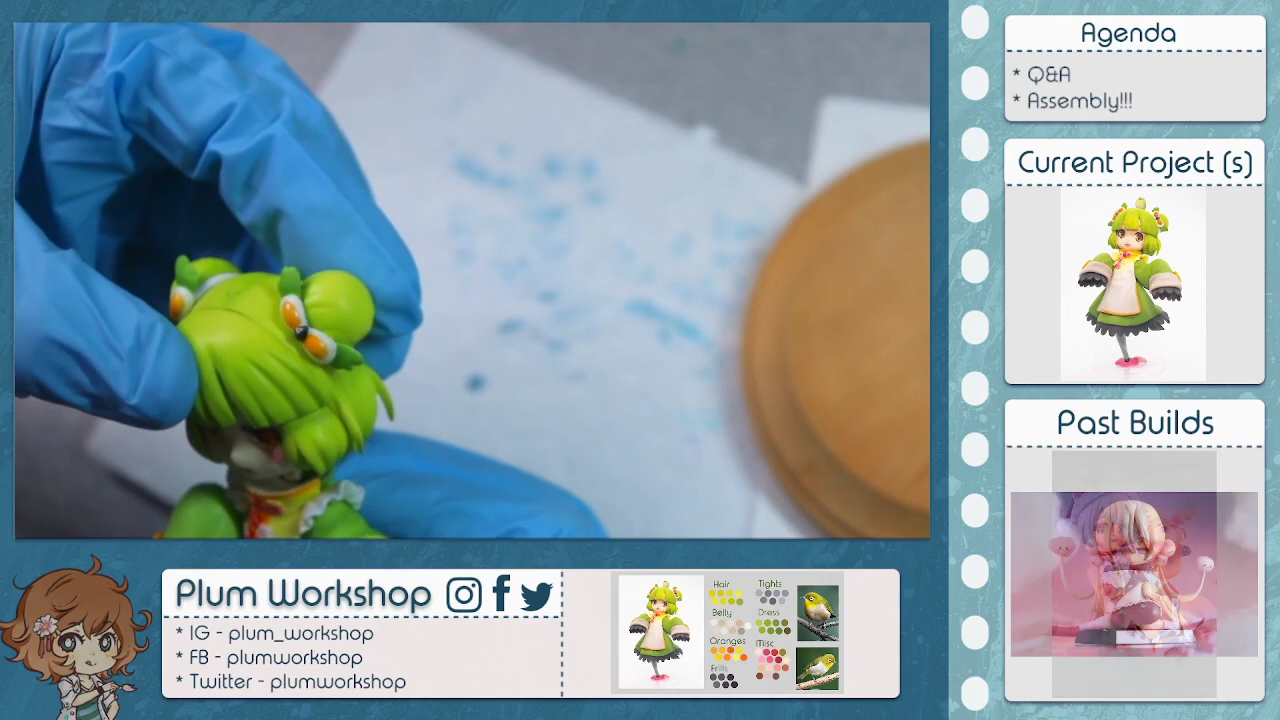 Agenda
* Q&A
* Assembly!!!
Current Project (s)
Past Builds
Plum Workshop
* IG - plum_workshop
* FB - plumworkshop
* Twitter - plumworkshop
Hair
Tights
Belly
Dress
Oranges
Misc
Frills